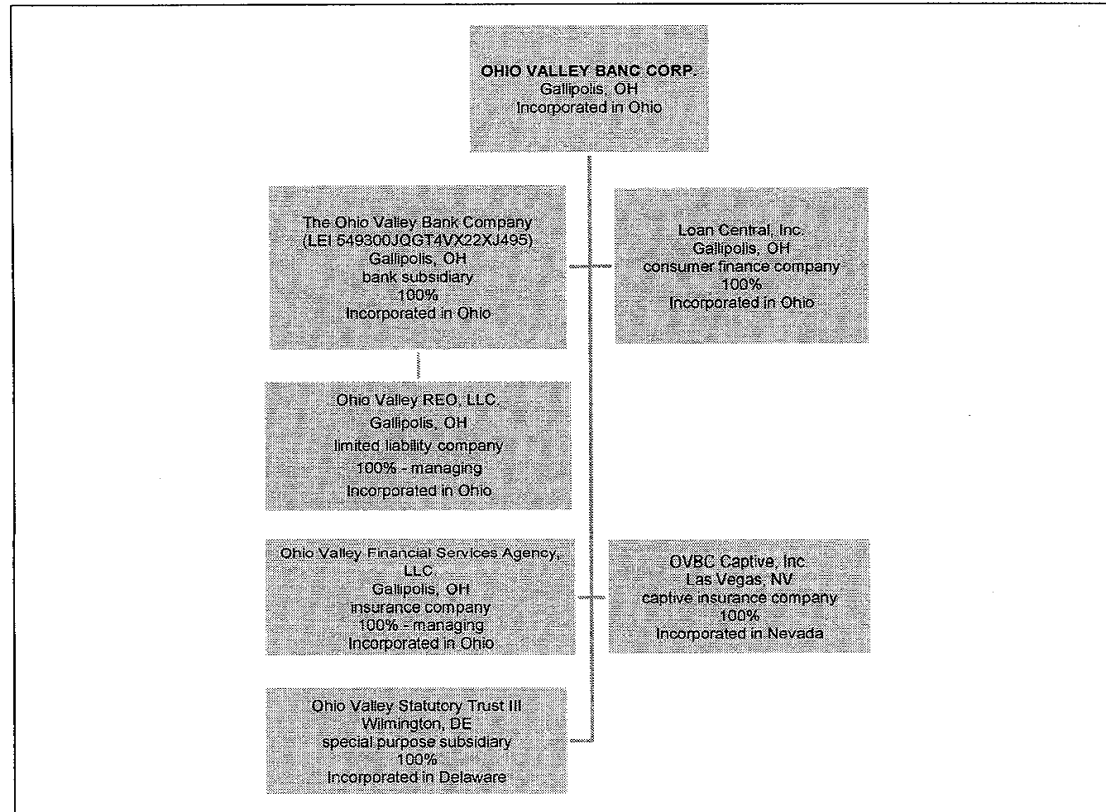 OHIO VALLEY BANC CORP.
Gallipolis, OH
Incorporated in Ohio
The Ohio Valley Bank Company
(LEI 549300JQGT4VX22XJ495)
Gallipolis, OH
bank subsidiary
100%
Incorporated in Ohio
Loan Central, Inc.
Gallipolis, OH
consumer finance company
100%
Incorporated in Ohio
Ohio Valley REO, LLC.
Gallipolis, OH
limited liability company
100% - managing
Incorporated in Ohio
Ohio Valley Financial Services Agency,
LLC.
Gallipolis, OH
insurance company
100% - managing
Incorporated in Ohio
OVBC Captive, Inc.
Las Vegas, NV
captive insurance company
100%
Incorporated in Nevada
Ohio Valley Statutory Trust III
Wilmington, DE
special purpose subsidiary
100%
Incorporated in Delaware